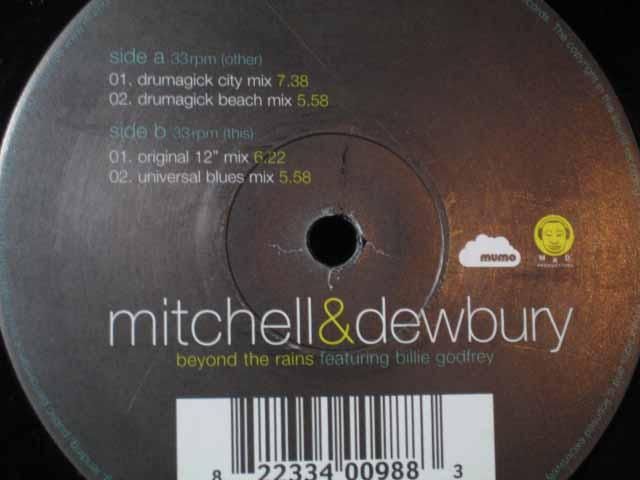 side a 33rpm (other)
01. drumagick city mix 7.38
02. drumagick beach mix 5.58
side b 33rpm (this)
01. original 12" mix 6.22
02. universal blues mix 5.58
mumo
M & D
PRODUCTIONS
mitchell&dewbury
beyond the rains featuring billie godfrey
8 22334 00988 3